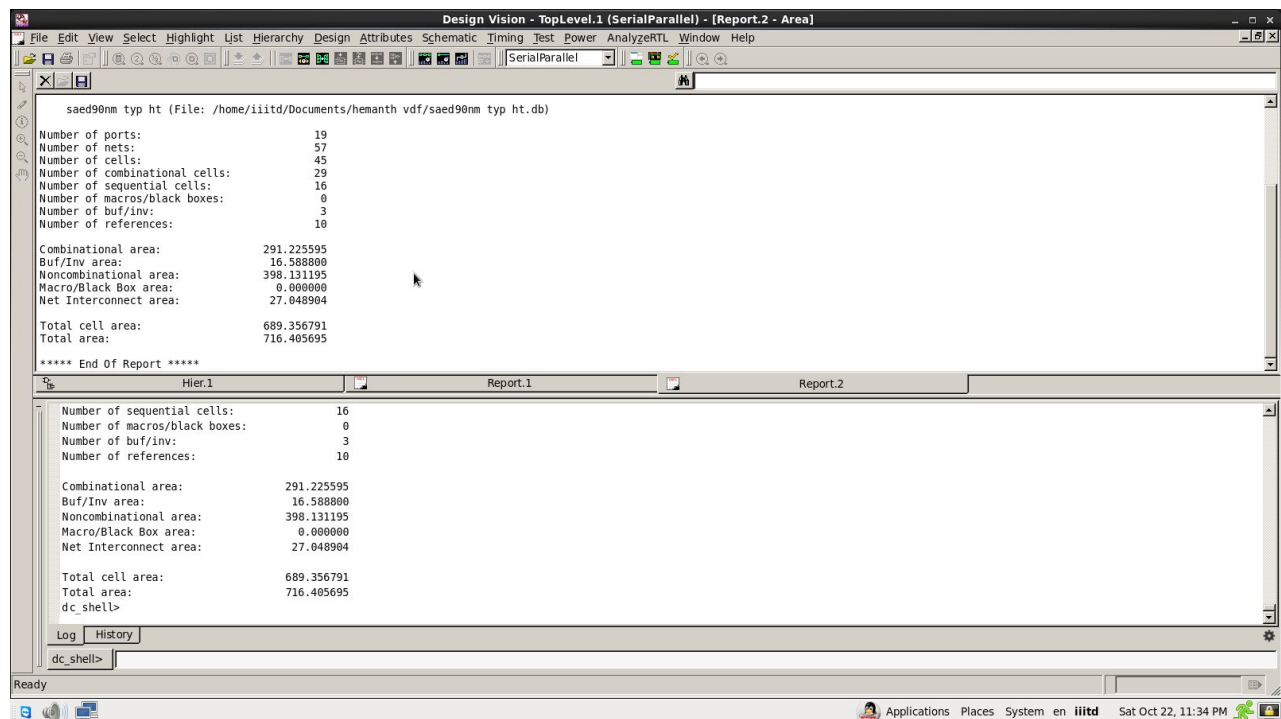 Design Vision - TopLevel.1 (SerialParallel) - [Report.2 - Area]
File Edit View Select Highlight List Hierarchy Design Attributes Schematic Timing Test Power AnalyzeRTL Window Help
SerialParallel
saed90nm typ ht (File: /home/iiitd/Documents/hemanth vdf/saed90nm typ ht.db)
Number of ports: 19
Number of nets: 57
Number of cells: 45
Number of combinational cells: 29
Number of sequential cells: 16
Number of macros/black boxes: 0
Number of buf/inv: 3
Number of references: 10
Combinational area: 291.225595
Buf/Inv area: 16.588800
Noncombinational area: 398.131195
Macro/Black Box area: 0.000000
Net Interconnect area: 27.048904
Total cell area: 689.356791
Total area: 716.405695
***** End Of Report *****
Hier.1 Report.1 Report.2
Number of sequential cells: 16
Number of macros/black boxes: 0
Number of buf/inv: 3
Number of references: 10
Combinational area: 291.225595
Buf/Inv area: 16.588800
Noncombinational area: 398.131195
Macro/Black Box area: 0.000000
Net Interconnect area: 27.048904
Total cell area: 689.356791
Total area: 716.405695
dc_shell>
Log History
dc_shell>
Ready
Applications Places System en iiitd Sat Oct 22, 11:34 PM